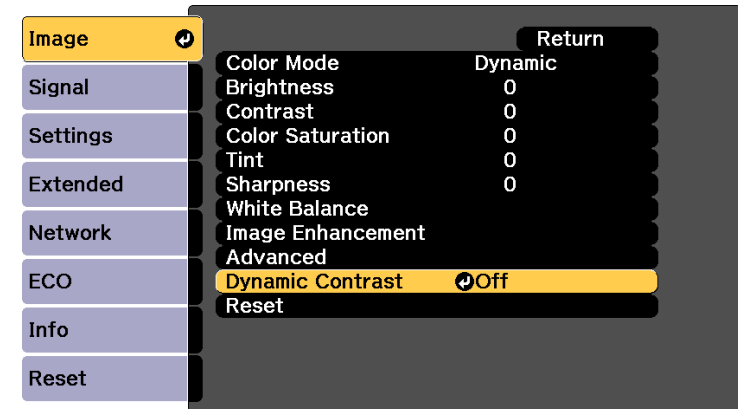 Image
Signal
Settings
Extended
Network
ECO
Info
Reset
Return
Color Mode Dynamic
Brightness 0
Contrast 0
Color Saturation 0
Tint 0
Sharpness 0
White Balance
Image Enhancement
Advanced
Dynamic Contrast Off
Reset